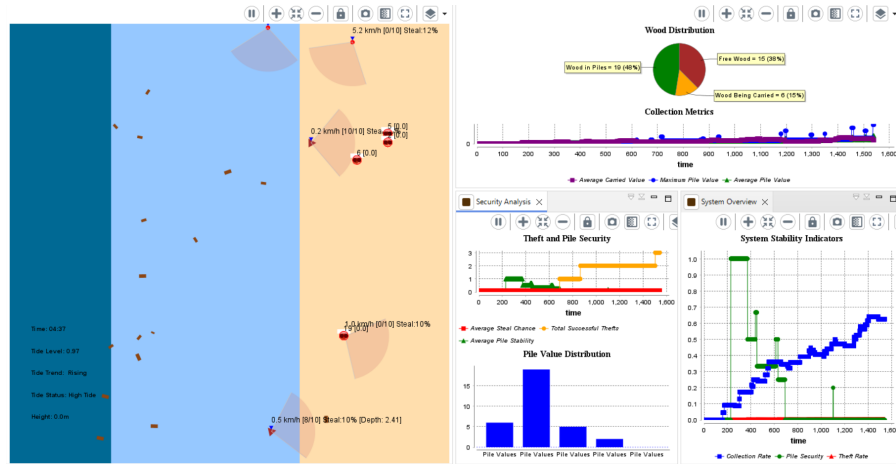 5.2 km/h [0/10] Steal:12%
0.2 km/h [10/10] Stea
%
5 [0.0]
[0.0]
6 [0.0]
1.0 km/h [0/10] Steal:10%
19 [0.0]
0.5 km/h [8/10] Steal:10% [Depth: 2.41]
Time: 04:37
Tide Level: 0.97
Tide Trend: Rising
Tide Status: High Tide
Height: 0.0m
Wood Distribution
Wood in Piles = 19 (48%)
Free Wood = 15 (38%)
Wood Being Carried = 6 (15%)
Collection Metrics
0
0 100 200 300 400 500 600 700 800 900 1,000 1,100 1,200 1,300 1,400 1,500 1,600
time
Average Carried Value Maximum Pile Value Average Pile Value
Security Analysis
Theft and Pile Security
3
2
1
0
0 200 400 600 800 1,000 1,200 1,400 1,600
time
Average Steal Chance Total Successful Thefts
Average Pile Stability
Pile Value Distribution
15
10
5
0
Pile Values Pile Values Pile Values Pile Values Pile Values
System Overview
System Stability Indicators
1.0
0.9
0.8
0.7
0.6
0.5
0.4
0.3
0.2
0.1
0.0
0 200 400 600 800 1,000 1,200 1,400 1,600
time
Collection Rate Pile Security Theft Rate